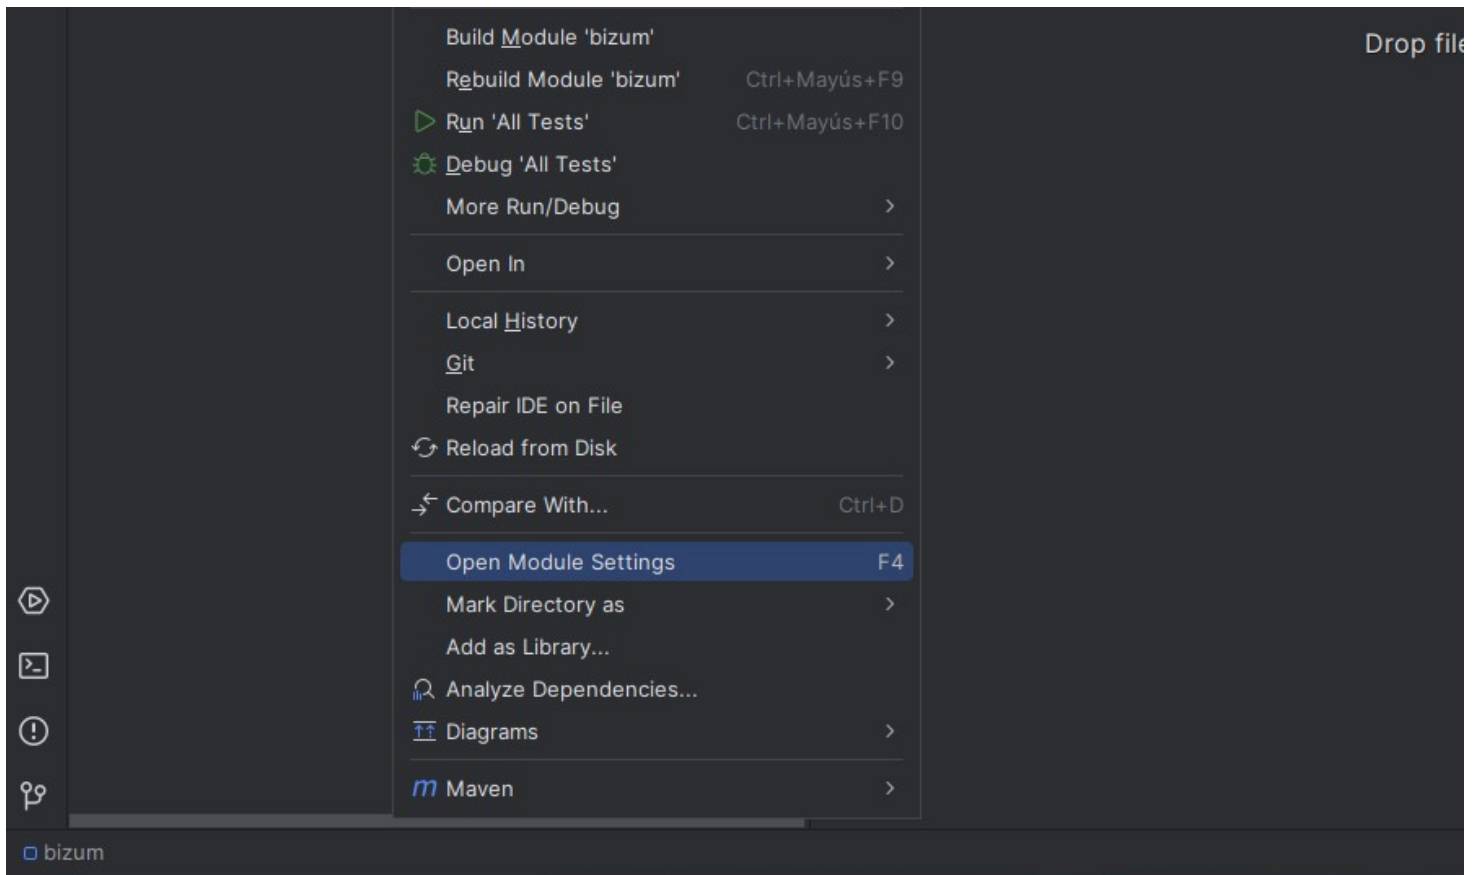 Build Module 'bizum'
Drop file
Rebuild Module 'bizum' Ctrl+Mayús+F9
Run 'All Tests' Ctrl+Mayús+F10
Debug 'All Tests'
More Run/Debug
Open In
Local History
Git
Repair IDE on File
Reload from Disk
Compare With... Ctrl+D
Open Module Settings F4
Mark Directory as
Add as Library...
Analyze Dependencies...
Diagrams
m Maven
bizum